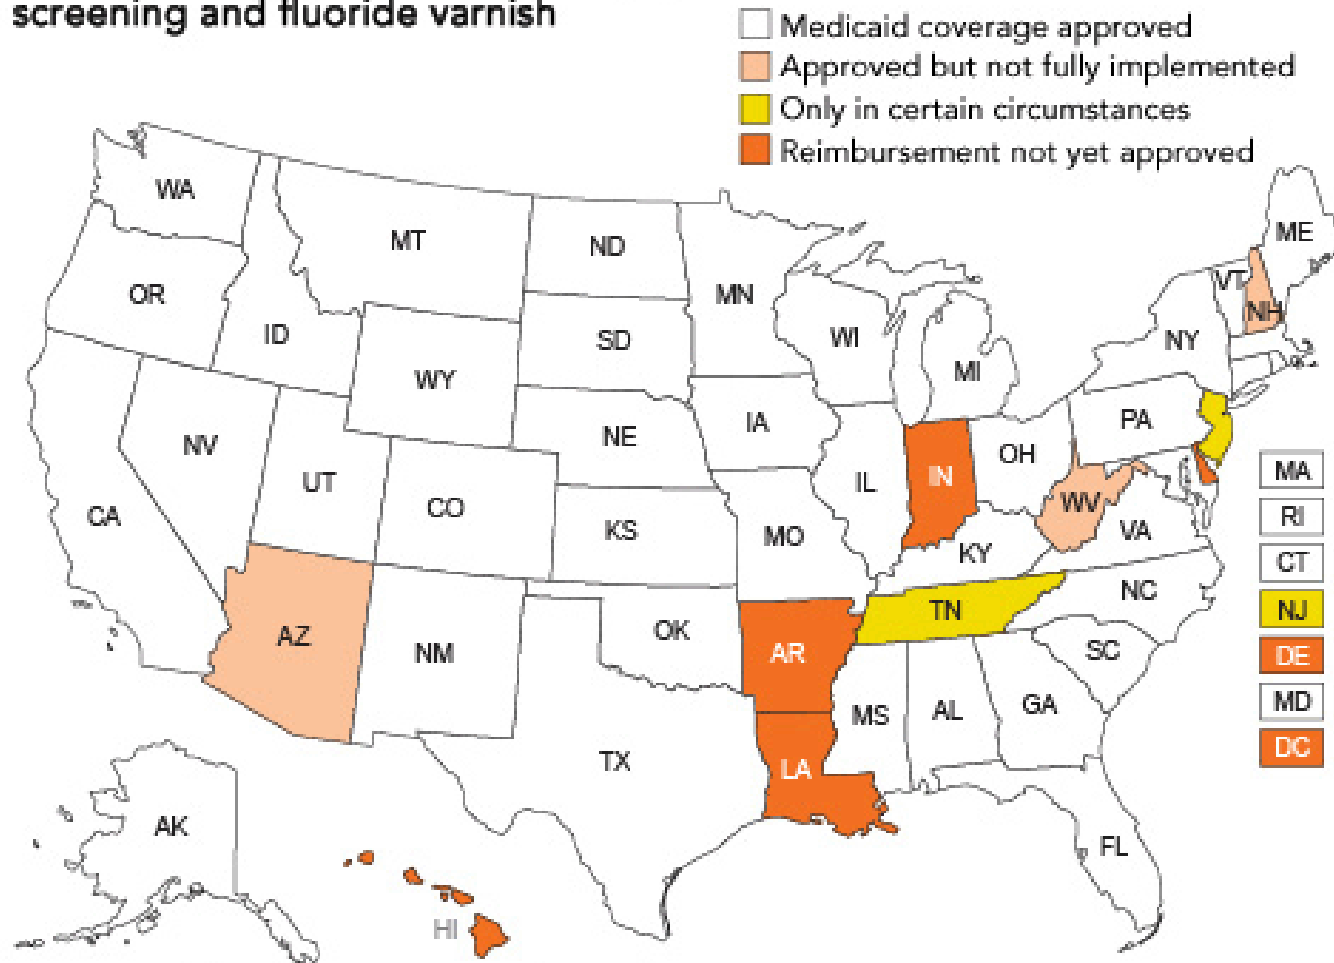 screening and fluoride varnish
Medicaid coverage approved
Approved but not fully implemented
Only in certain circumstances
Reimbursement not yet approved
WA
MT
ND
MN
ME
VT
NH
OR
ID
SD
WI
NY
WY
MI
NV
NE
IA
PA
UT
CO
IL
IN
OH
MA
CA
KS
MO
WV
VA
RI
KY
CT
AZ
NM
OK
AR
TN
NC
NJ
SC
DE
MS
AL
GA
MD
TX
LA
DC
AK
FL
HI